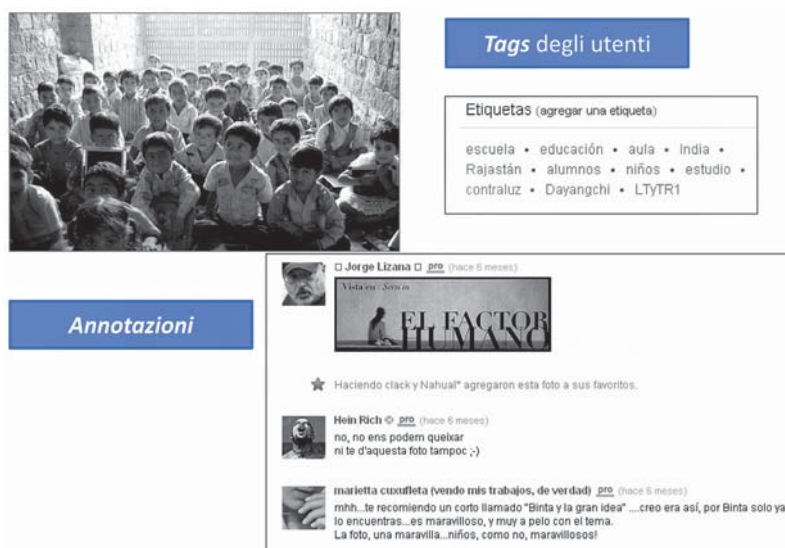 Tags degli utenti
Etiquetas (agregar una etiqueta)
escuela • educación • aula • India •
Rajastán • alumnos • niños • estudio •
contraluz • Dayangchi • LTyTR1
Annotazioni
□ Jorge Lizana □ pro (hace 6 meses)
Vista en: Seen in
EL FACTOR
HUMANO
Haciendo clack y Nahual* agregaron esta foto a sus favoritos.
Hein Rich © pro (hace 6 meses)
no, no ens podem queixar
ni te d'aquesta foto tampoc ;-)
marietta cuxufleta (vendo mis trabajos, de verdad) pro (hace 6 meses)
mhh...te recomiendo un corto llamado "Binta y la gran idea" ....creo era así, por Binta solo ya
lo encuentras...es maravilloso, y muy a pelo con el tema.
La foto, una maravilla...niños, como no, maravillosos!